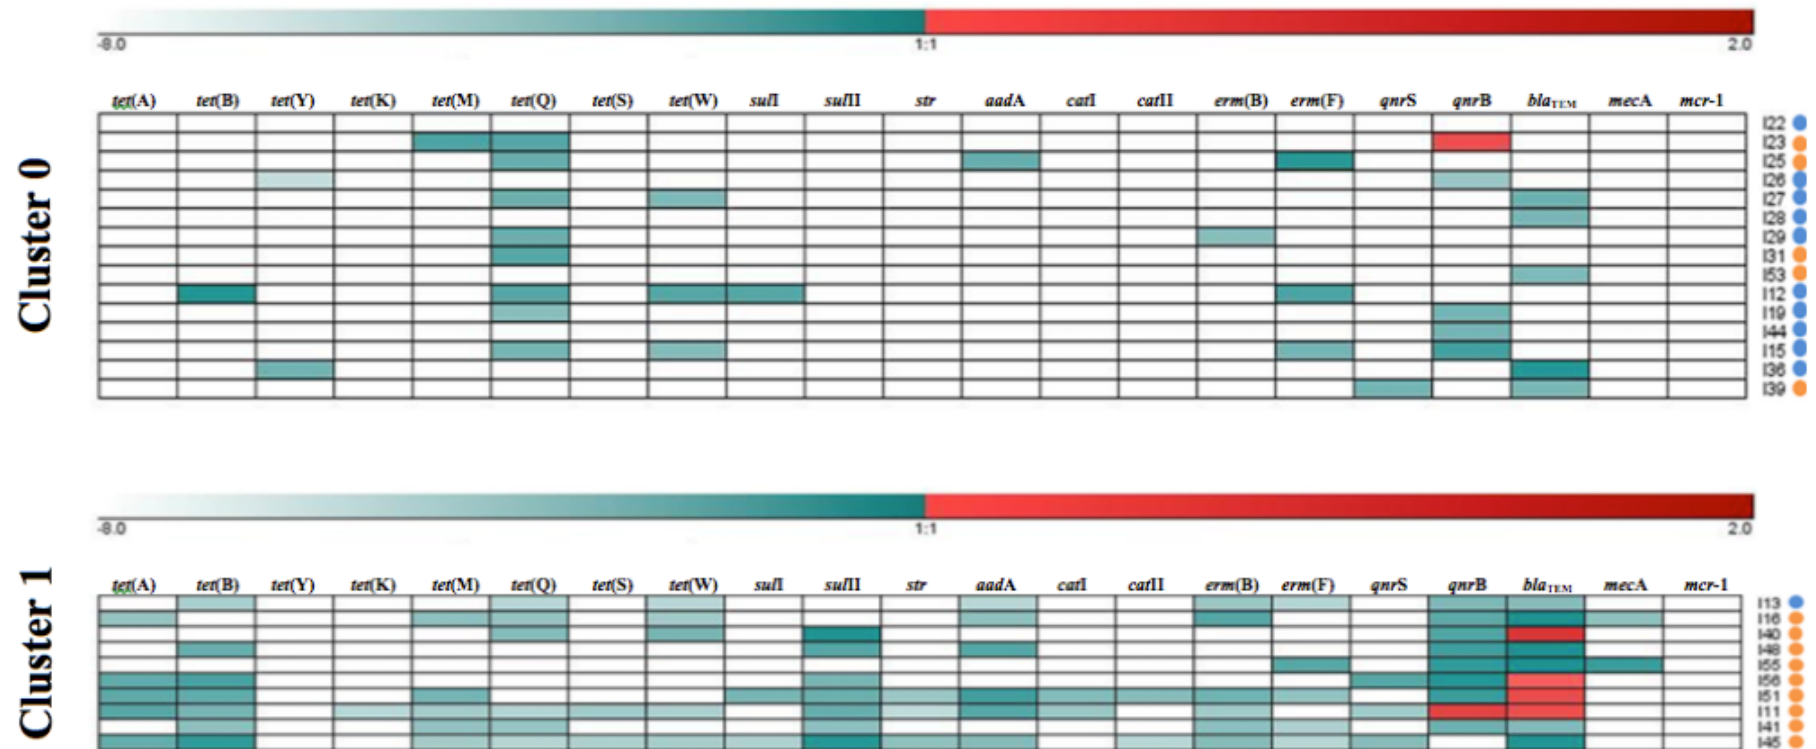 -8.0 1:1 2.0
tet(A) tet(B) tet(Y) tet(K) tet(M) tet(Q) tet(S) tet(W) sulI sulII str aadA catI catII erm(B) erm(F) qnrS qnrB blaTEM mecA mcr-1
Cluster 0
I22
I23
I25
I26
I27
I28
I29
I31
I53
I12
I19
I44
I15
I36
I39
-8.0 1:1 2.0
tet(A) tet(B) tet(Y) tet(K) tet(M) tet(Q) tet(S) tet(W) sulI sulII str aadA catI catII erm(B) erm(F) qnrS qnrB blaTEM mecA mcr-1
Cluster 1
I13
I16
I40
I48
I55
I56
I51
I11
I41
I45